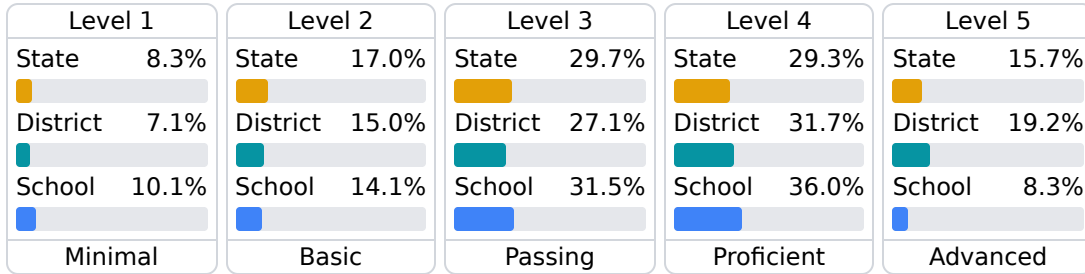 Level 1
State 8.3%
District 7.1%
School 10.1%
Minimal
Level 2
State 17.0%
District 15.0%
School 14.1%
Basic
Level 3
State 29.7%
District 27.1%
School 31.5%
Passing
Level 4
State 29.3%
District 31.7%
School 36.0%
Proficient
Level 5
State 15.7%
District 19.2%
School 8.3%
Advanced